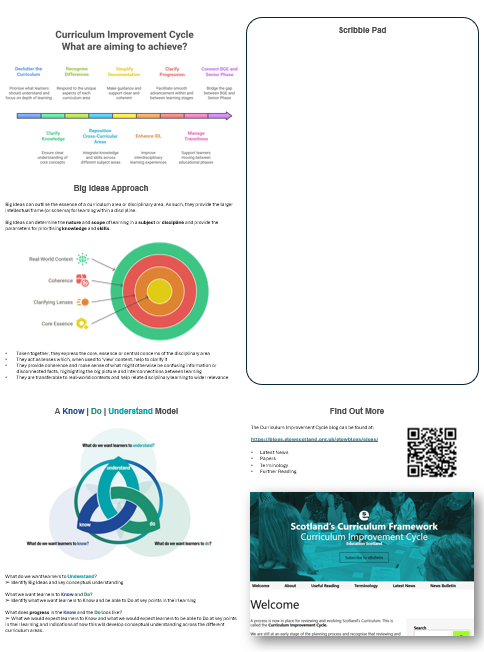 Curriculum Improvement Cycle
What are aiming to achieve?
Declutter the
Curriculum
Recognise
Differences
Simplify
Documentation
Clarify
Progression
Connect BGE and
Senior Phase
Prioritise what learners
should understand and
focus on depth of learning
Respond to the unique
aspects of each
curriculum area
Make guidance and
support clear and
coherent
Facilitate smooth
advancement within and
between learning stages
Bridge the gap
between BGE and
Senior Phase
Clarify
Knowledge
Reposition
Cross-Curricular
Areas
Enhance IDL
Manage
Transitions
Ensure clear
understanding of
core concepts
Integrate knowledge
and skills across
different areas
Improve
interdisciplinary
learning experiences
Support learners
moving between
educational phases
Big Ideas Approach
Big Ideas can outline the essence of a curriculum area or disciplinary area. As such, they provide the larger
intellectual frame (or schema) for learning within a discipline.
Big Ideas can determine the nature and scope of learning in a subject or discipline and provide the
parameters for prioritising knowledge and skills.
Real-World Context
Coherence
Clarifying Lenses
Core Essence
• Taken together, they express the core, essence or central concerns of the disciplinary area
• They act as lenses which, when used to 'view' content, help to clarify it
• They provide coherence and make sense of what might otherwise be confusing information or
disconnected facts, highlighting the big picture and interconnections between learning
• They are transferable to real-world contexts and help relate disciplinary learning to wider relevance
Scribble Pad
A Know | Do | Understand Model
What do we want learners to understand?
understand
know
do
What do we want learners to know?
What do we want learners to do?
What do we want learners to Understand?
➢ Identify Big Ideas and key conceptual understanding
What we want learners to Know and Do?
➢ Identify what we want learners to Know and be able to Do at key points in their learning
What does progress in the Know and the Do look like?
➢ What we would expect learners to Know and what we would expect learners to be able to Do at key points
in their learning and indications of how this will develop conceptual understanding across the different
curriculum areas.
Find Out More
The Curriculum Improvement Cycle blog can be found at:
https://blogs.glowscotland.org.uk/glowblogs/cices/
• Latest News
• Papers
• Terminology
• Further Reading
Scotland's Curriculum Framework
Curriculum Improvement Cycle
Education Scotland
Welcome
About
Useful Reading
Terminology
Latest News
News Bulletin
Welcome
A process is now in place for reviewing and evolving Scotland's Curriculum. This is
called the Curriculum Improvement Cycle.
We are still at an early stage of the planning process and recognise that reviewing and
Search